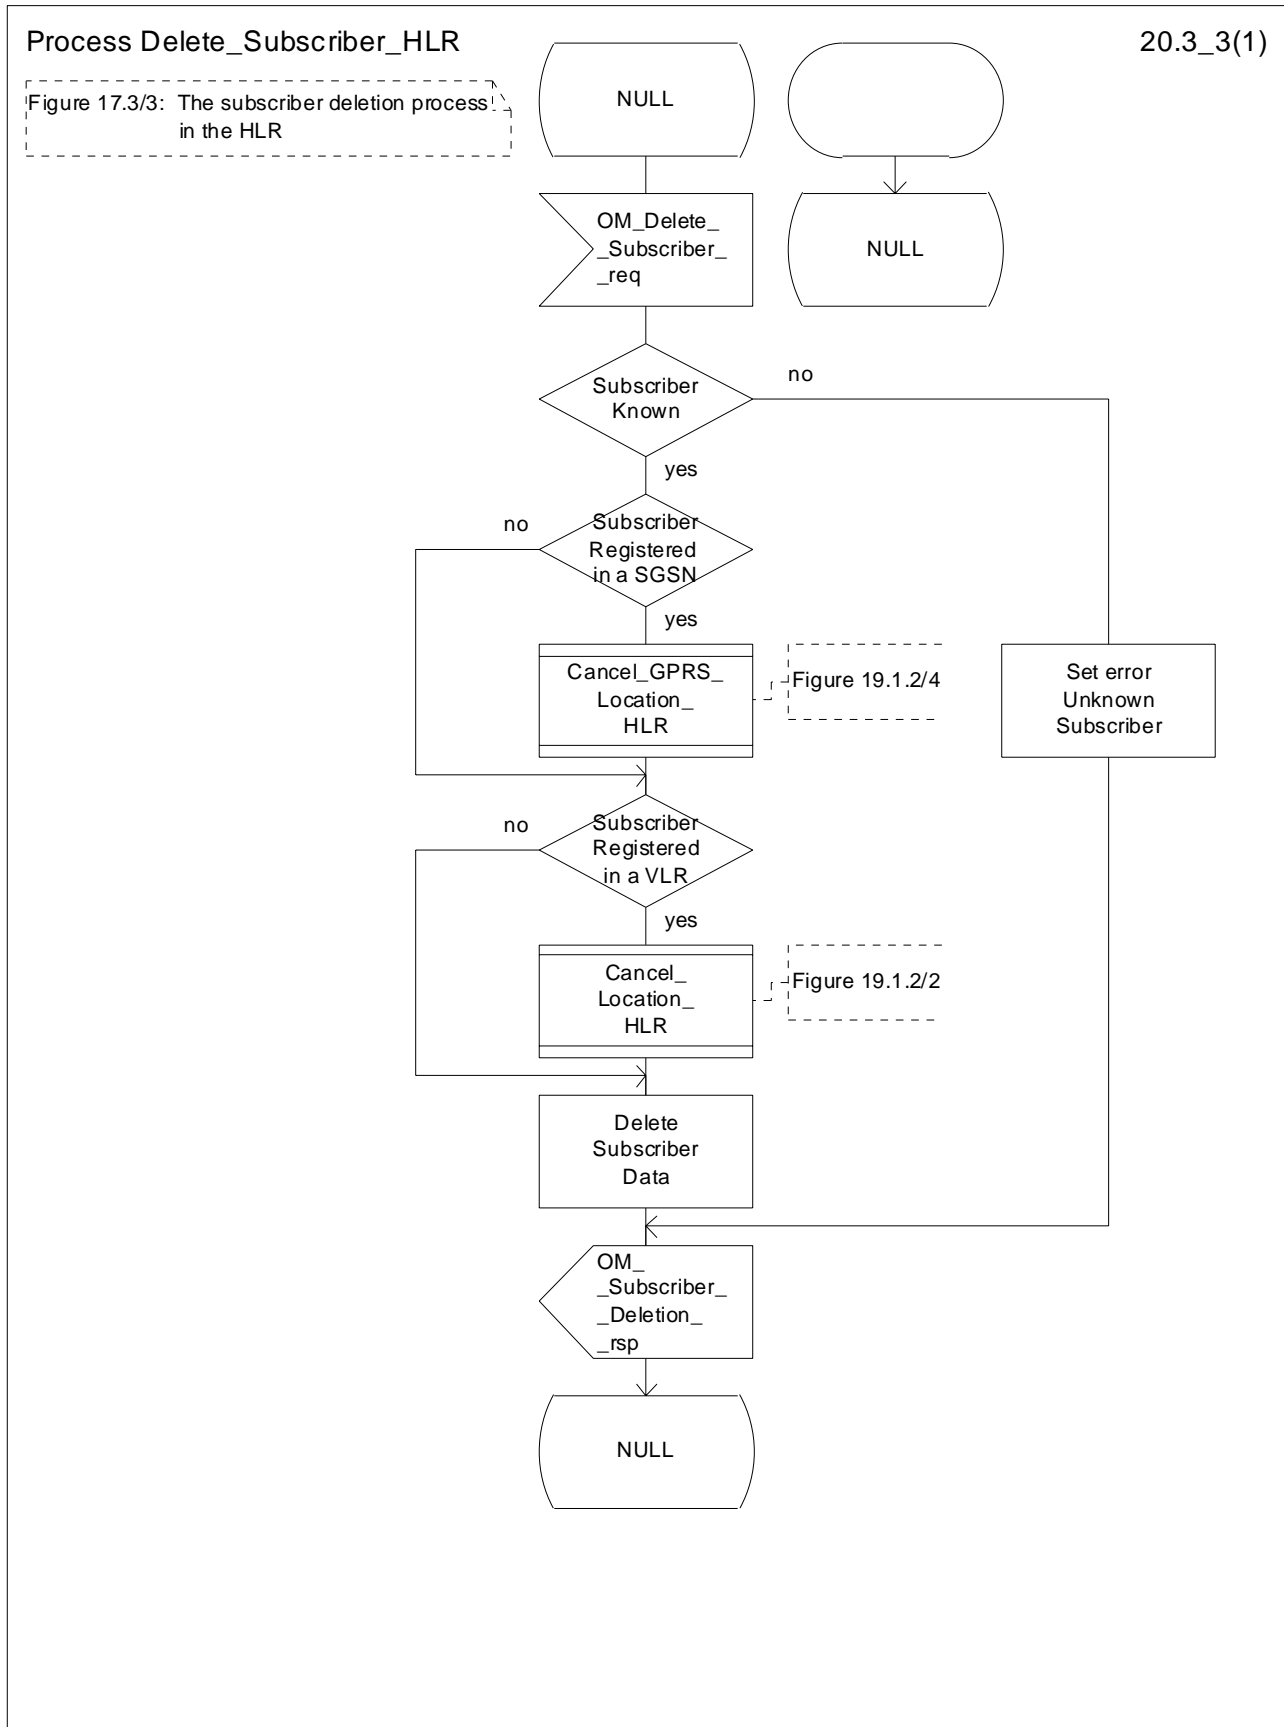 Process Delete_Subscriber_HLR
20.3_3(1)
Figure 17.3/3: The subscriber deletion process
in the HLR
NULL
OM_Delete_
_Subscriber_
_req
NULL
Subscriber
Known
no
yes
no
Subscriber
Registered
in a SGSN
yes
Cancel_GPRS_
Location_
HLR
Figure 19.1.2/4
Set error
Unknown
Subscriber
no
Subscriber
Registered
in a VLR
yes
Cancel_
Location_
HLR
Figure 19.1.2/2
Delete
Subscriber
Data
OM_
_Subscriber_
_Deletion_
_rsp
NULL